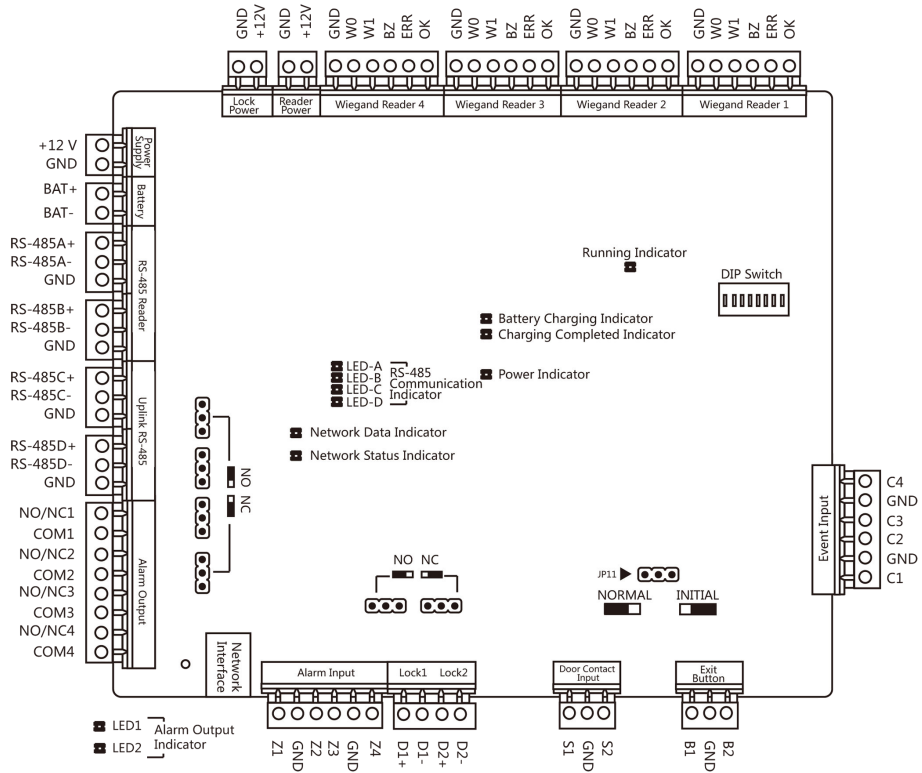 GND
+12V
GND
+12V
GND
W0
W1
BZ
ERR
OK
GND
W0
W1
BZ
ERR
OK
GND
W0
W1
BZ
ERR
OK
GND
W0
W1
BZ
ERR
OK
Lock
Power
Reader
Power
Wiegand Reader 4
Wiegand Reader 3
Wiegand Reader 2
Wiegand Reader 1
+12 V
GND
Power
Supply
BAT+
BAT-
Battery
RS-485A+
RS-485A-
GND
RS-485B+
RS-485B-
GND
RS-485 Reader
RS-485C+
RS-485C-
GND
RS-485D+
RS-485D-
GND
Uplink RS-485
NO/NC1
COM1
NO/NC2
COM2
NO/NC3
COM3
NO/NC4
COM4
Alarm Output
Running Indicator
DIP Switch
Battery Charging Indicator
Charging Completed Indicator
Power Indicator
LED-A
LED-B
LED-C
LED-D
RS-485
Communication
Indicator
Network Data Indicator
Network Status Indicator
NO
NC
NO NC
JP11
NORMAL
INITIAL
Event Input
C4
GND
C3
C2
GND
C1
Network
Interface
Alarm Input
Lock1
Lock2
Door Contact
Input
Exit
Button
Z1
GND
Z2
Z3
GND
Z4
D1+
D1-
D2+
D2-
S1
GND
S2
B1
GND
B2
LED1
LED2
Alarm Output
Indicator